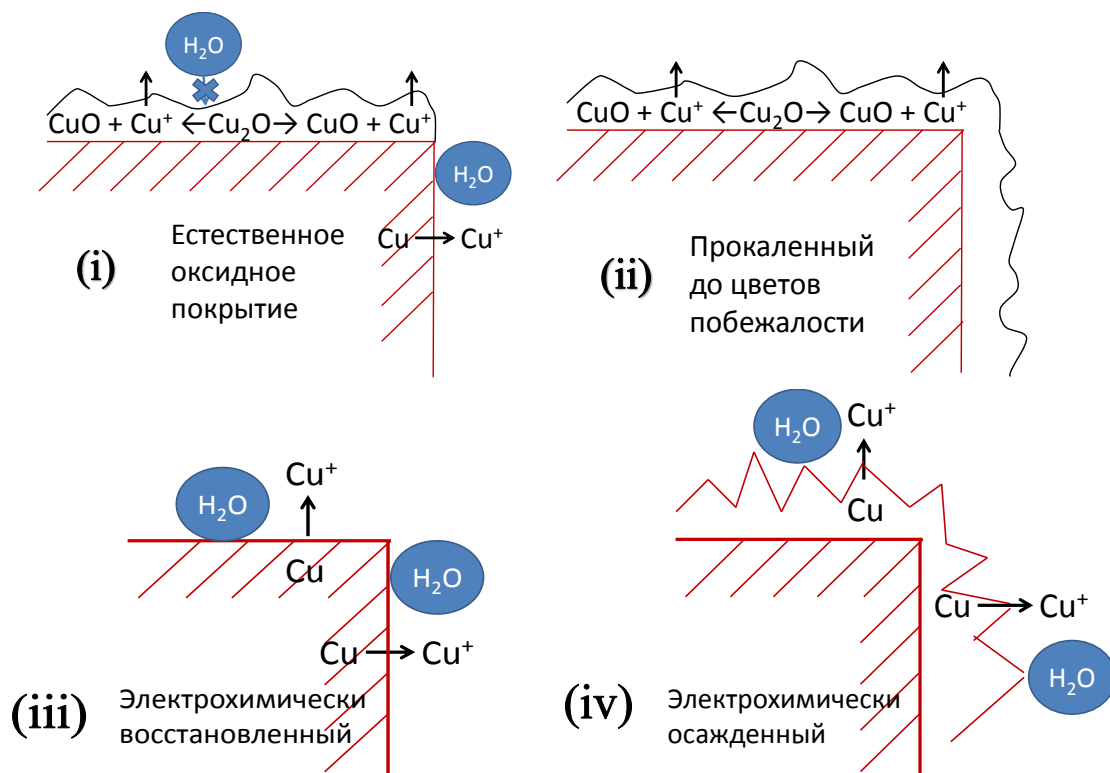 H₂O
CuO + Cu⁺ ←Cu₂O→ CuO + Cu⁺
H₂O
Cu → Cu⁺
(i)
Естественное
оксидное
покрытие
CuO + Cu⁺ ←Cu₂O→ CuO + Cu⁺
(ii)
Прокаленный
до цветов
побежалости
Cu⁺
H₂O
Cu
H₂O
Cu → Cu⁺
(iii)
Электрохимически
восстановленный
Cu⁺
H₂O
Cu
Cu → Cu⁺
H₂O
(iv)
Электрохимически
осажденный